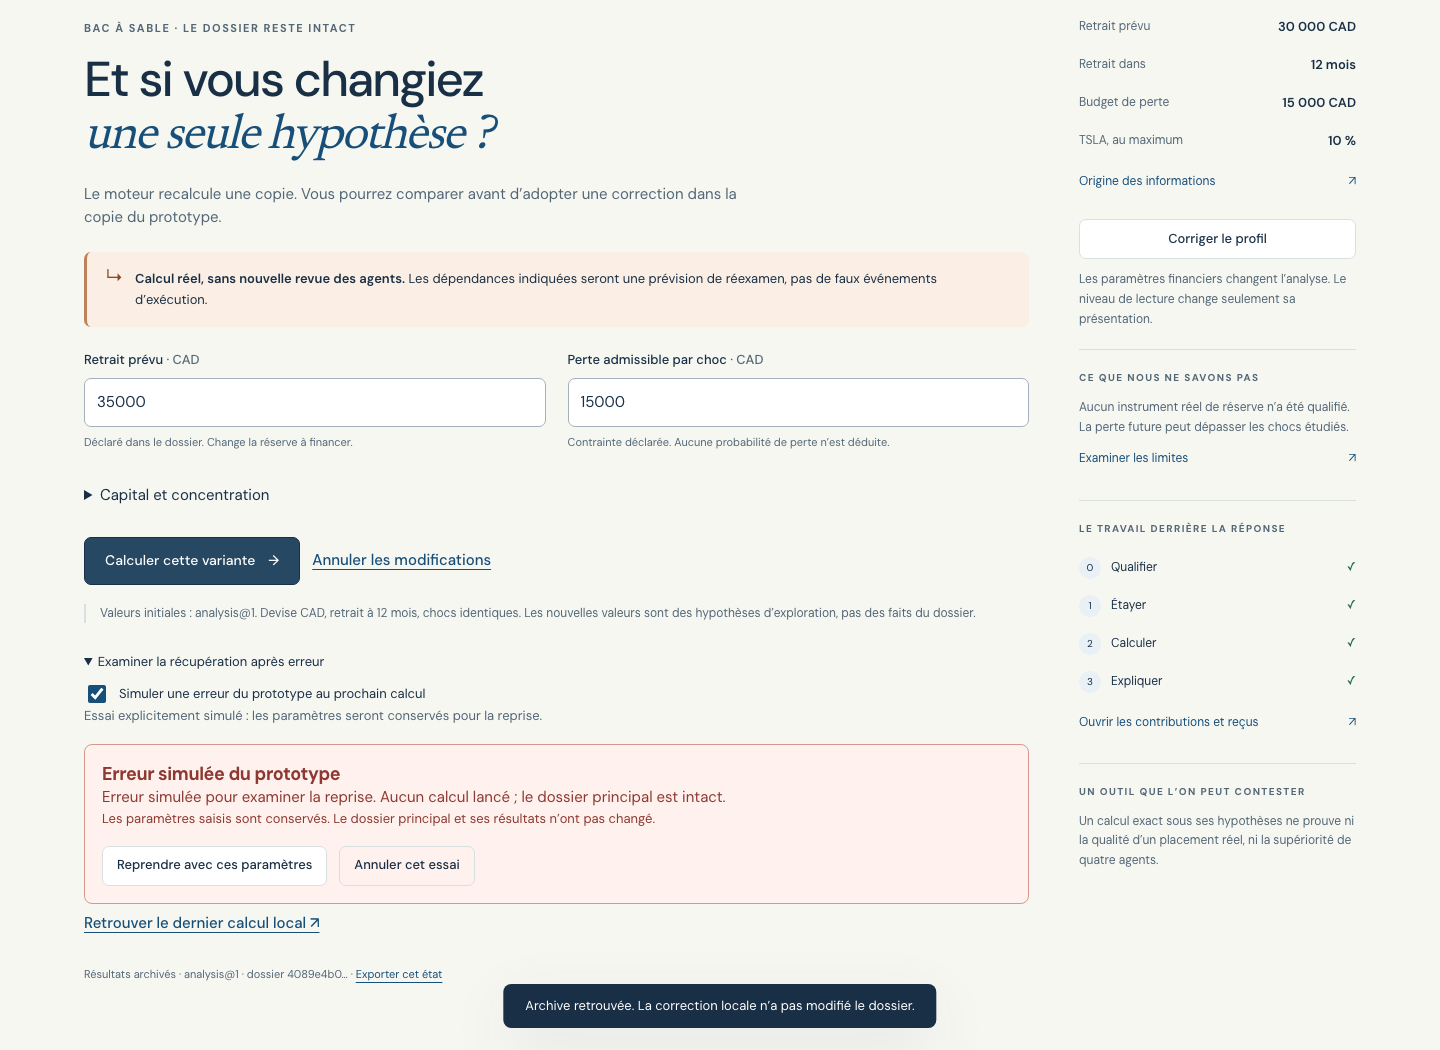 BAC À SABLE · LE DOSSIER RESTE INTACT
Et si vous changiez
une seule hypothèse ?
Le moteur recalcule une copie. Vous pourrez comparer avant d’adopter une correction dans la
copie du prototype.
Calcul réel, sans nouvelle revue des agents. Les dépendances indiquées seront une prévision de réexamen, pas de faux événements
d’exécution.
Retrait prévu · CAD
35000
Déclaré dans le dossier. Change la réserve à financer.
Perte admissible par choc · CAD
15000
Contrainte déclarée. Aucune probabilité de perte n’est déduite.
Capital et concentration
Calculer cette variante →
Annuler les modifications
Valeurs initiales : analysis@1. Devise CAD, retrait à 12 mois, chocs identiques. Les nouvelles valeurs sont des hypothèses d’exploration, pas des faits du dossier.
Examiner la récupération après erreur
Simuler une erreur du prototype au prochain calcul
Essai explicitement simulé : les paramètres seront conservés pour la reprise.
Erreur simulée du prototype
Erreur simulée pour examiner la reprise. Aucun calcul lancé ; le dossier principal est intact.
Les paramètres saisis sont conservés. Le dossier principal et ses résultats n’ont pas changé.
Reprendre avec ces paramètres
Annuler cet essai
Retrouver le dernier calcul local ↗
Résultats archivés · analysis@1 · dossier 4089e4b0… · Exporter cet état
Archive retrouvée. La correction locale n’a pas modifié le dossier.
Retrait prévu 30 000 CAD
Retrait dans 12 mois
Budget de perte 15 000 CAD
TSLA, au maximum 10 %
Origine des informations ↗
Corriger le profil
Les paramètres financiers changent l’analyse. Le
niveau de lecture change seulement sa
présentation.
CE QUE NOUS NE SAVONS PAS
Aucun instrument réel de réserve n’a été qualifié.
La perte future peut dépasser les chocs étudiés.
Examiner les limites ↗
LE TRAVAIL DERRIÈRE LA RÉPONSE
0 Qualifier ✓
1 Étayer ✓
2 Calculer ✓
3 Expliquer ✓
Ouvrir les contributions et reçus ↗
UN OUTIL QUE L’ON PEUT CONTESTER
Un calcul exact sous ses hypothèses ne prouve ni
la qualité d’un placement réel, ni la supériorité de
quatre agents.